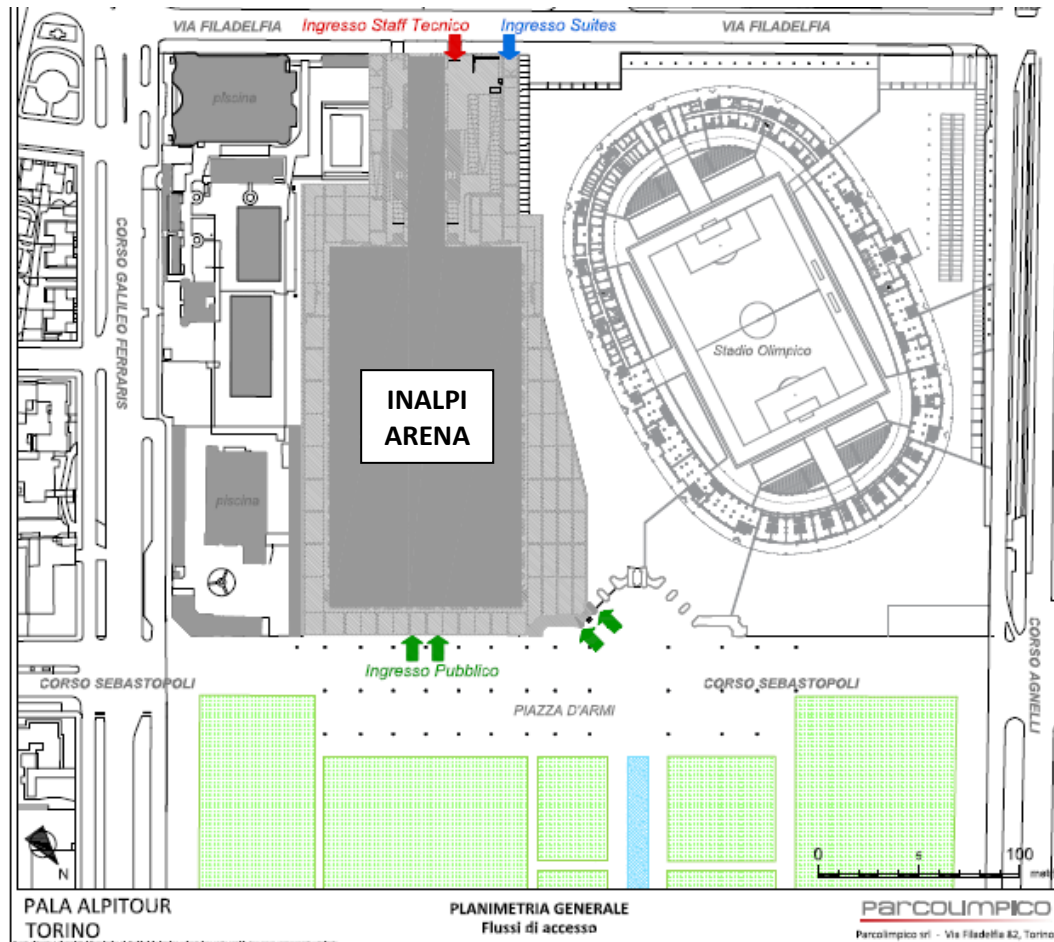 VIA FILADELFIA
Ingresso Staff Tecnico
Ingresso Suites
VIA FILADELFIA
piscina
CORSO GALILEO FERRARIS
INALPI
ARENA
Stadio Olimpico
piscina
Ingresso Pubblico
CORSO SEBASTOPOLI
CORSO SEBASTOPOLI
CORSO AGNELLI
PIAZZA D'ARMI
N
0
5
100
PALA ALPITOUR
TORINO
PLANIMETRIA GENERALE
Flussi di accesso
Parcolimpico
Parcolimpico srl - Via Filadelfia 82, Torino